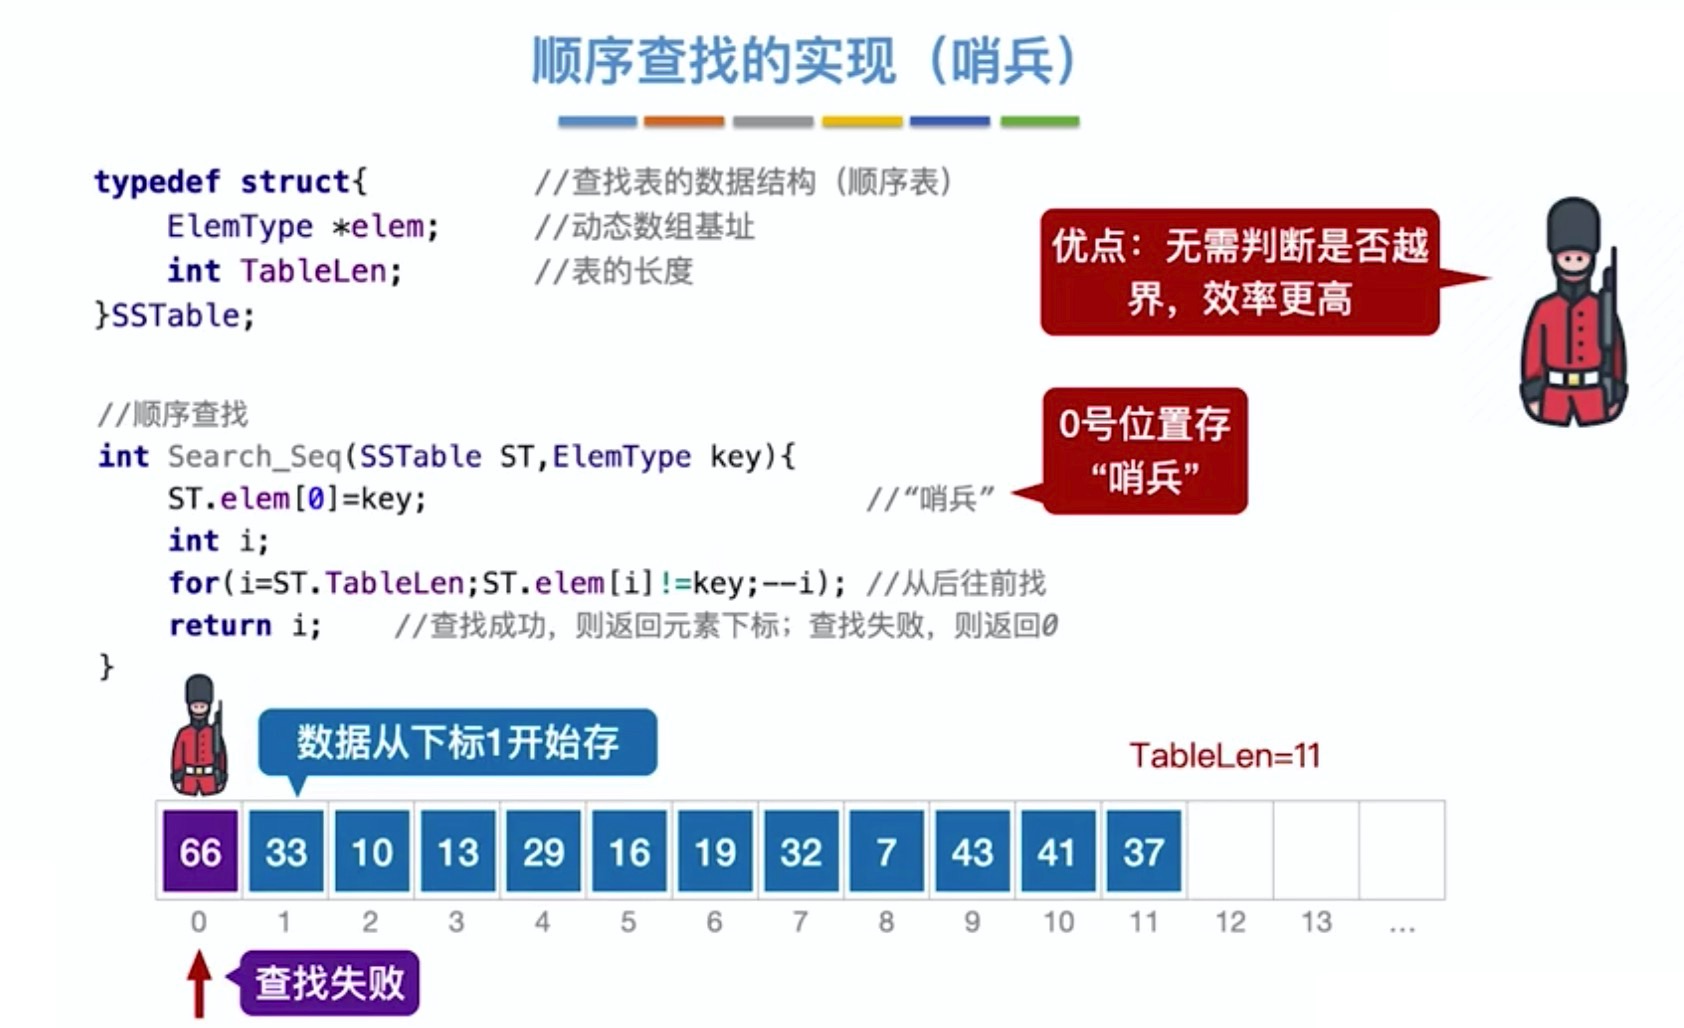 顺序查找的实现（哨兵）
typedef struct{ //查找表的数据结构（顺序表）
ElemType *elem; //动态数组基址
int TableLen; //表的长度
}SSTable;
优点：无需判断是否越
界，效率更高
//顺序查找
int Search_Seq(SSTable ST,ElemType key){
ST.elem[0]=key; //“哨兵”
0号位置存
“哨兵”
int i;
for(i=ST.TableLen;ST.elem[i]!=key;--i); //从后往前找
return i; //查找成功，则返回元素下标；查找失败，则返回0
}
数据从下标1开始存
TableLen=11
66 33 10 13 29 16 19 32 7 43 41 37
0 1 2 3 4 5 6 7 8 9 10 11 12 13 ...
查找失败